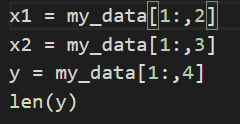 x1 = my_data[1:,2]
x2 = my_data[1:,3]
y = my_data[1:,4]
len(y)